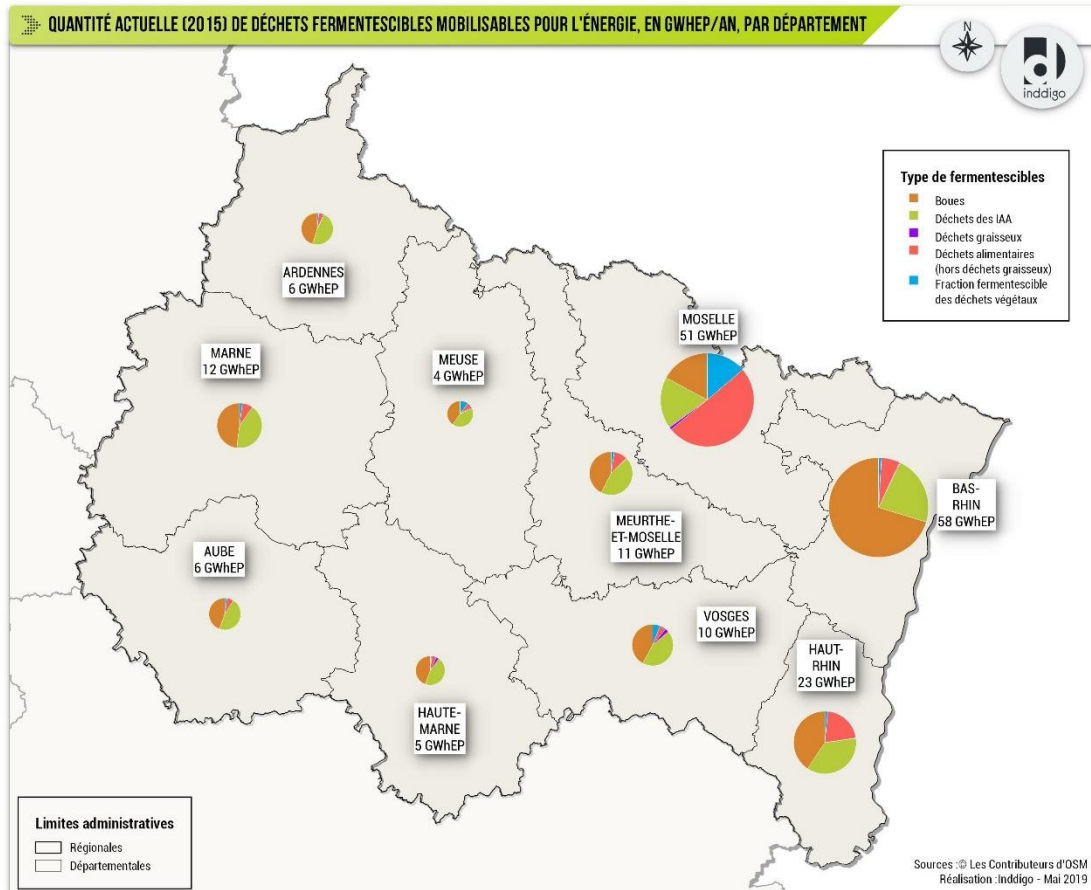 QUANTITÉ ACTUELLE (2015) DE DÉCHETS FERMENTESCIBLES MOBILISABLES POUR L'ÉNERGIE, EN GWHEP/AN, PAR DÉPARTEMENT
N
inddigo
Type de fermentescibles
Boues
Déchets des IAA
Déchets graisseux
Déchets alimentaires
(hors déchets graisseux)
Fraction fermentescible
des déchets végétaux
ARDENNES
6 GWhEP
MARNE
12 GWhEP
MEUSE
4 GWhEP
MOSELLE
51 GWhEP
BAS-
RHIN
58 GWhEP
MEURTHE-
ET-MOSELLE
11 GWhEP
AUBE
6 GWhEP
VOSGES
10 GWhEP
HAUT-
RHIN
23 GWhEP
HAUTE-
MARNE
5 GWhEP
Limites administratives
Régionales
Départementales
Sources :© Les Contributeurs d'OSM
Réalisation :Inddigo - Mai 2019